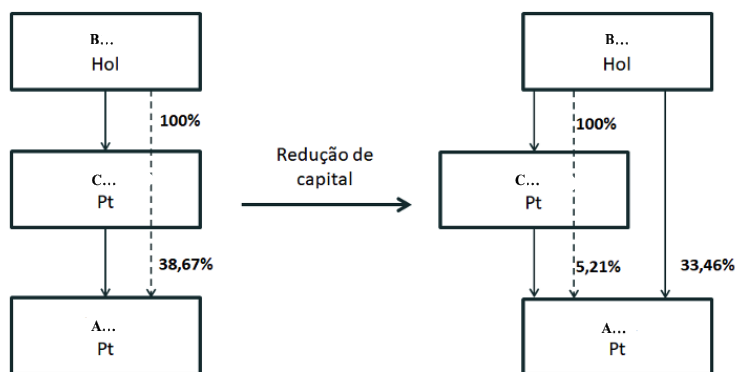 B...
Hol
100%
C...
Pt
38,67%
A...
Pt
Redução de
capital
B...
Hol
100%
C...
Pt
5,21%
33,46%
A...
Pt